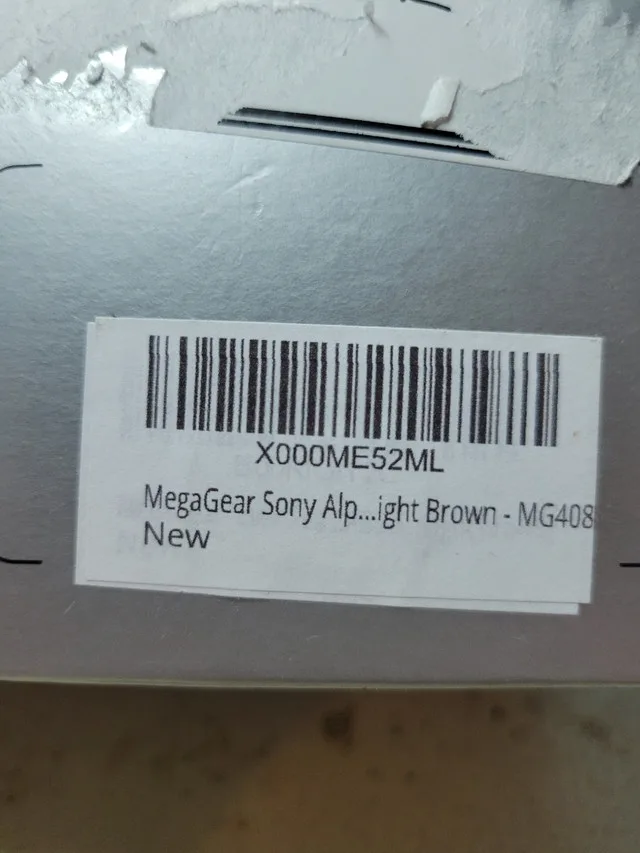 X000ME52ML
MegaGear Sony Alp...ight Brown - MG408
New